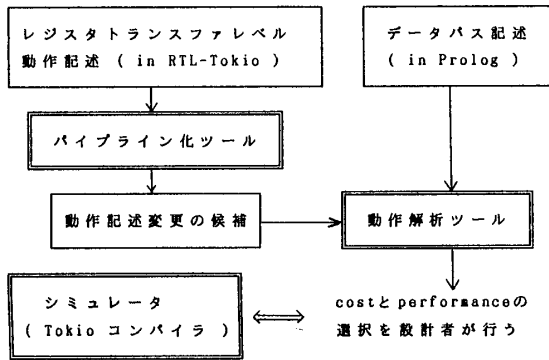 レジスタトランスファレベル
動作記述 ( in RTL-Tokio )
データパス記述
( in Prolog )
パイプライン化ツール
動作記述変更の候補
動作解析ツール
シミュレータ
( Tokio コンパイラ )
costとperformanceの
選択を設計者が行う